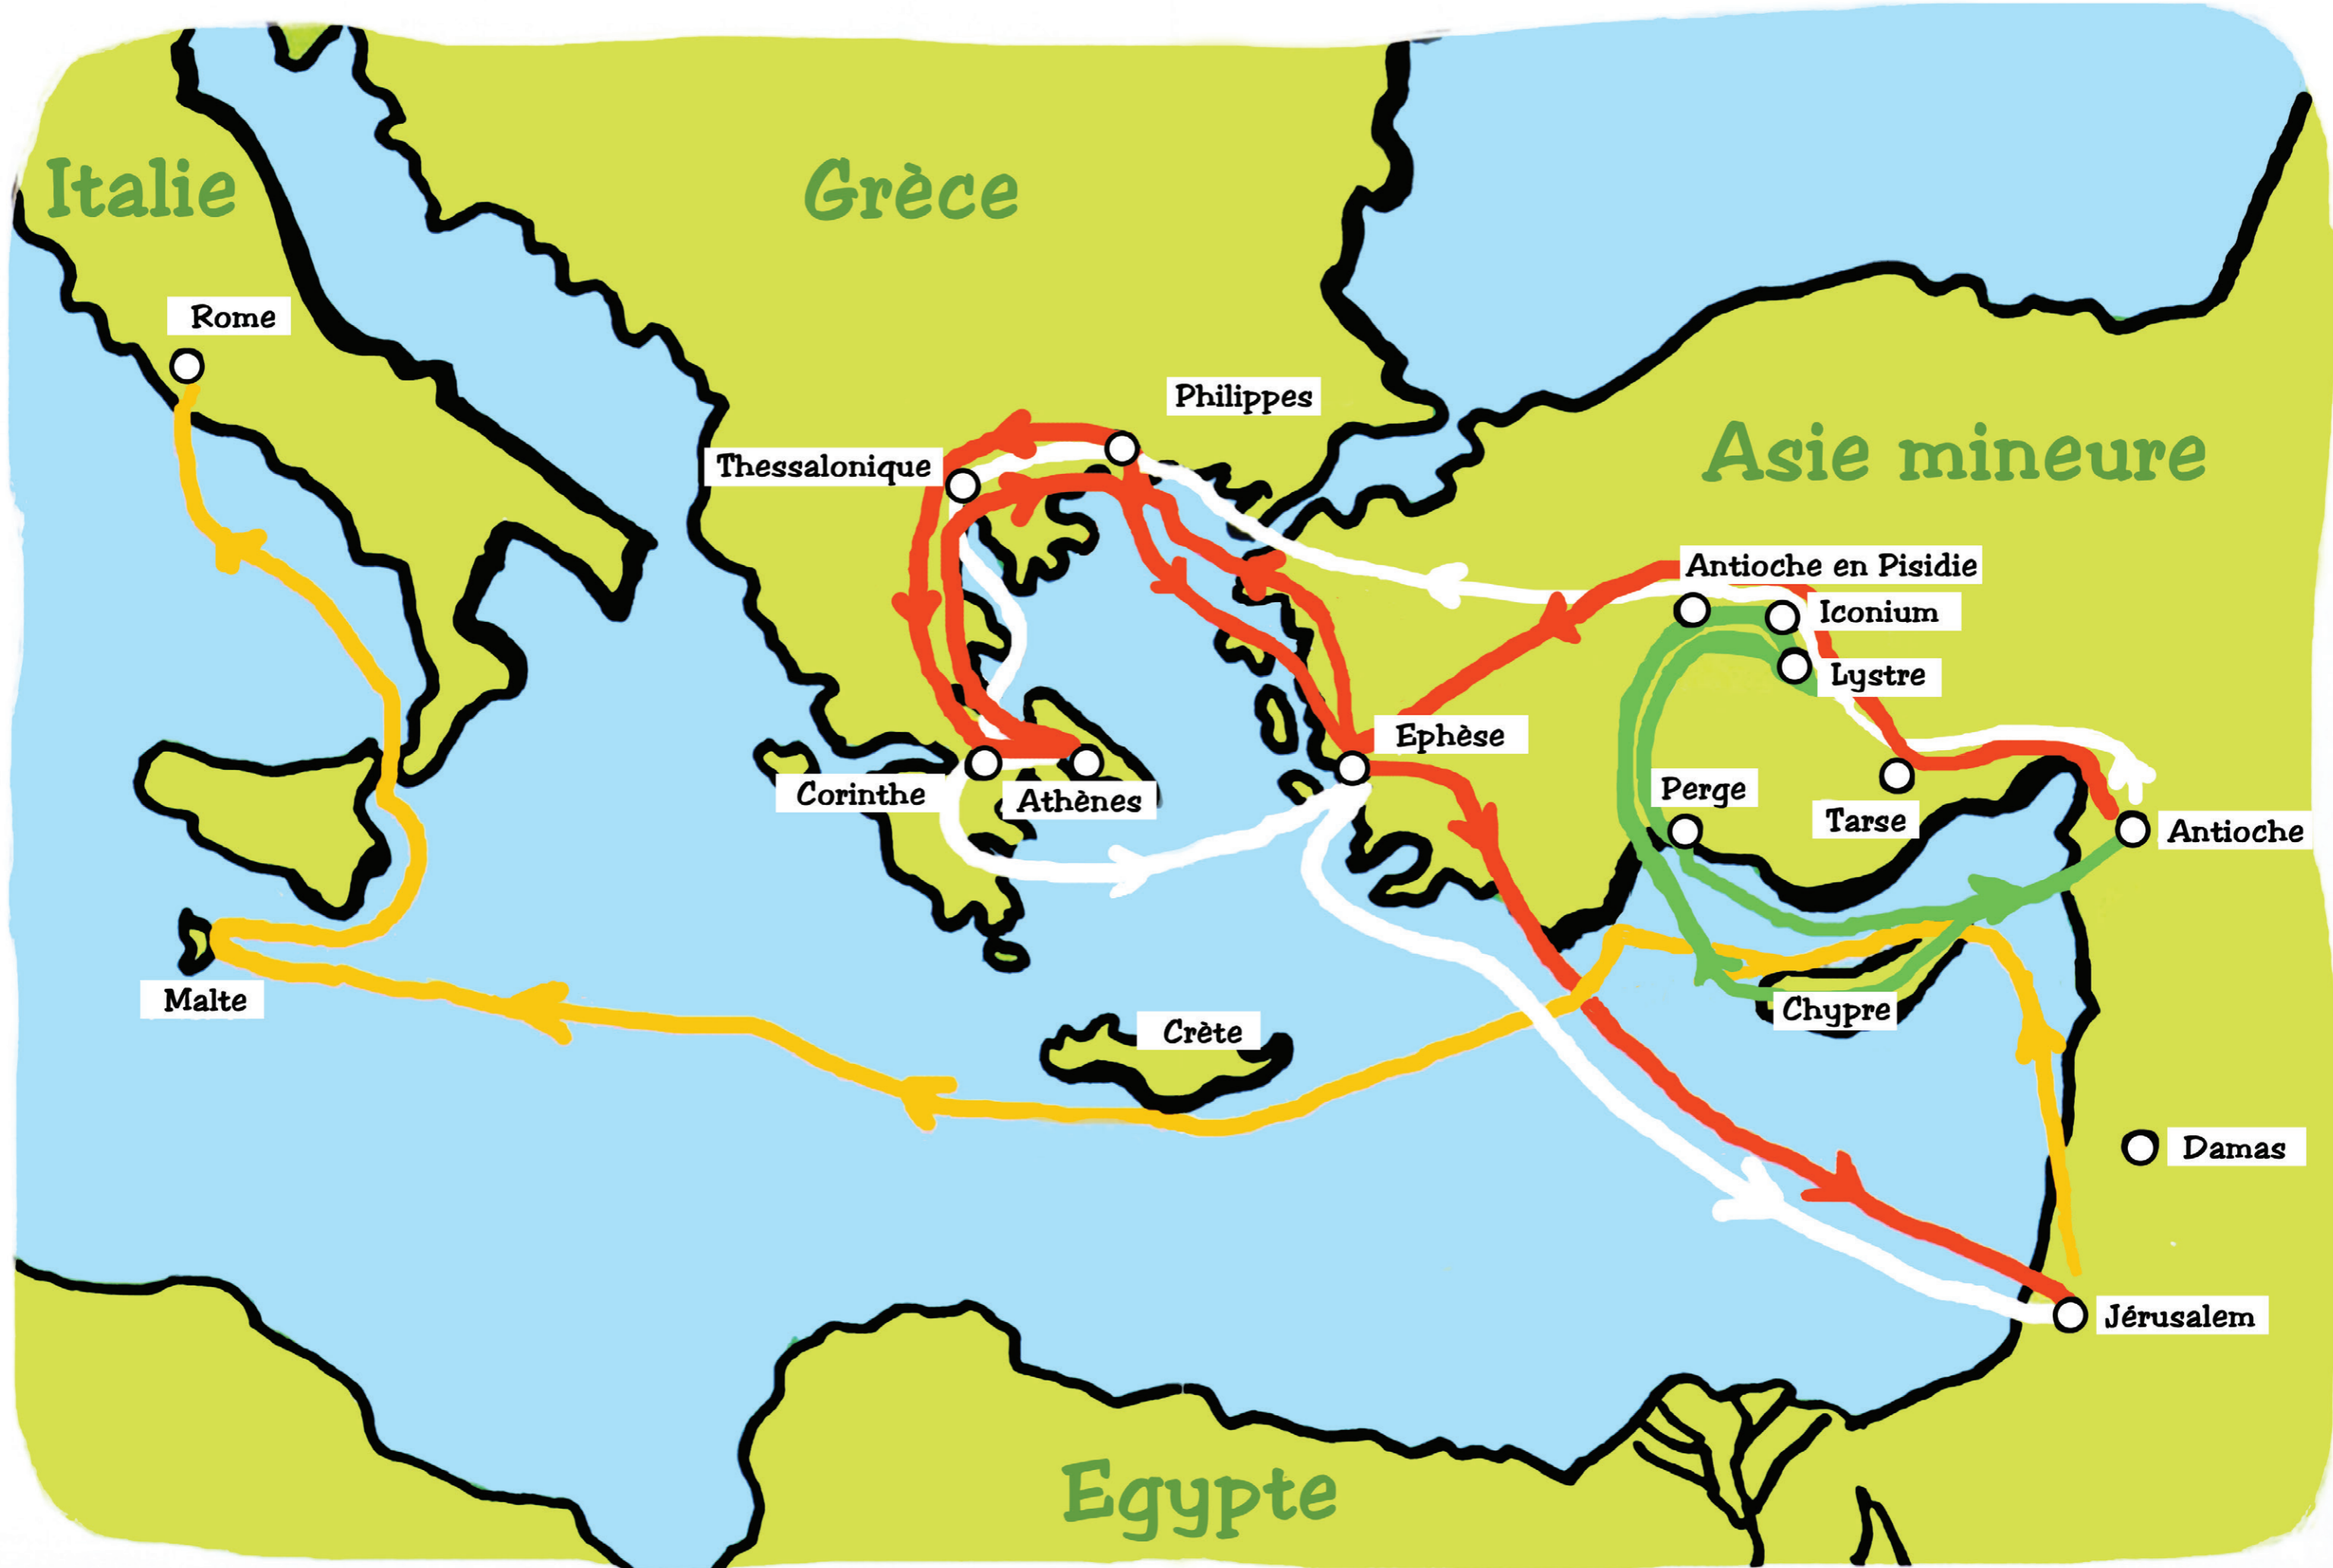 Italie
Grèce
Rome
Philippes
Thessalonique
Asie mineure
Antioche en Pisidie
Iconium
Lystre
Ephèse
Corinthe
Athènes
Perge
Tarse
Antioche
Malte
Crète
Chypre
Damas
Jérusalem
Egypte